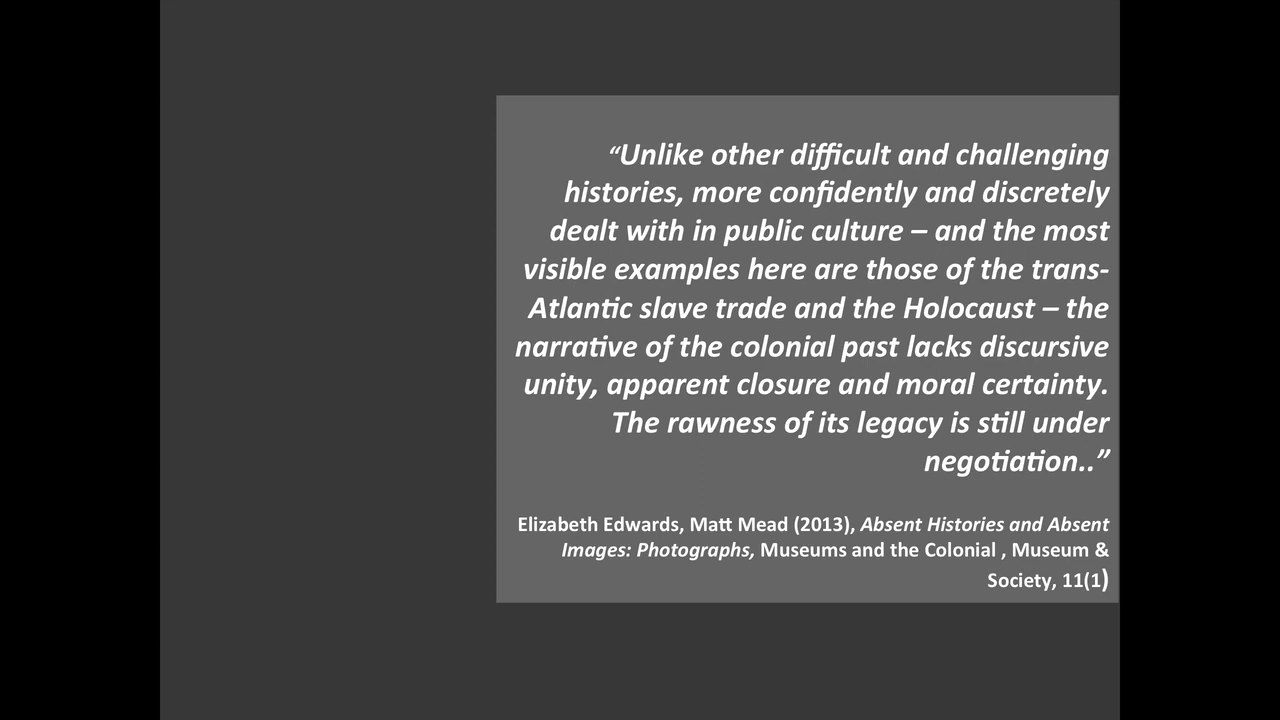 “Unlike other difficult and challenging
histories, more confidently and discretely
dealt with in public culture – and the most
visible examples here are those of the trans-
Atlantic slave trade and the Holocaust – the
narrative of the colonial past lacks discursive
unity, apparent closure and moral certainty.
The rawness of its legacy is still under
negotiation..”
Elizabeth Edwards, Matt Mead (2013), Absent Histories and Absent
Images: Photographs, Museums and the Colonial , Museum &
Society, 11(1)